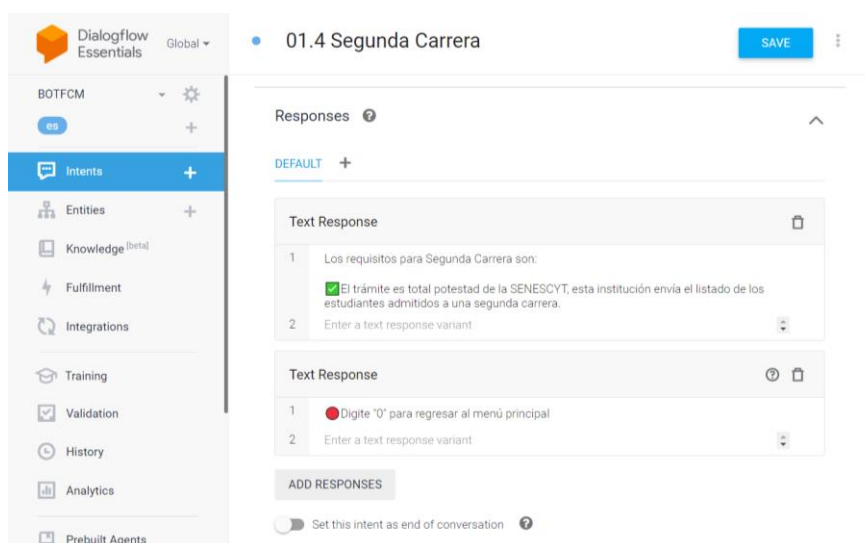 Dialogflow
Essentials
Global
01.4 Segunda Carrera
SAVE
BOTFCM
es
Intents
Entities
Knowledge [beta]
Fulfillment
Integrations
Training
Validation
History
Analytics
Prebuilt Agents
Responses
DEFAULT
Text Response
1 Los requisitos para Segunda Carrera son:
✅El trámite es total potestad de la SENESCYT, esta institución envía el listado de los
estudiantes admitidos a una segunda carrera.
2 Enter a text response variant
Text Response
1 🔴Digite "0" para regresar al menú principal
2 Enter a text response variant
ADD RESPONSES
Set this intent as end of conversation